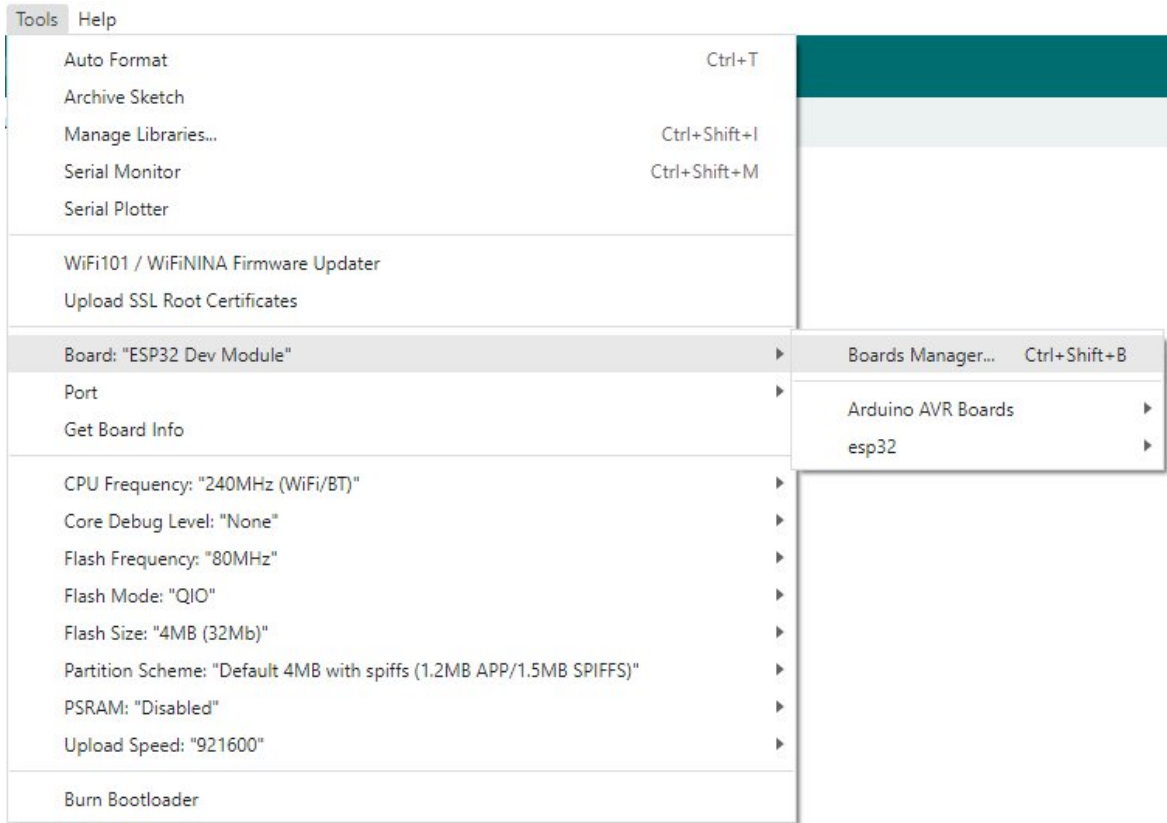 Tools Help
Auto Format Ctrl+T
Archive Sketch
Manage Libraries... Ctrl+Shift+I
Serial Monitor Ctrl+Shift+M
Serial Plotter
WiFi101 / WiFiNINA Firmware Updater
Upload SSL Root Certificates
Board: "ESP32 Dev Module"
Port
Get Board Info
CPU Frequency: "240MHz (WiFi/BT)"
Core Debug Level: "None"
Flash Frequency: "80MHz"
Flash Mode: "QIO"
Flash Size: "4MB (32Mb)"
Partition Scheme: "Default 4MB with spiffs (1.2MB APP/1.5MB SPIFFS)"
PSRAM: "Disabled"
Upload Speed: "921600"
Burn Bootloader
Boards Manager... Ctrl+Shift+B
Arduino AVR Boards
esp32